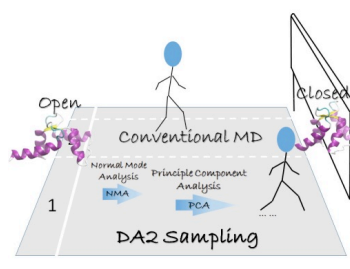 Open
Closed
Conventional MD
Normal Mode
Analysis
NMA
Principle Component
Analysis
PCA
... ...
1
DA2 Sampling